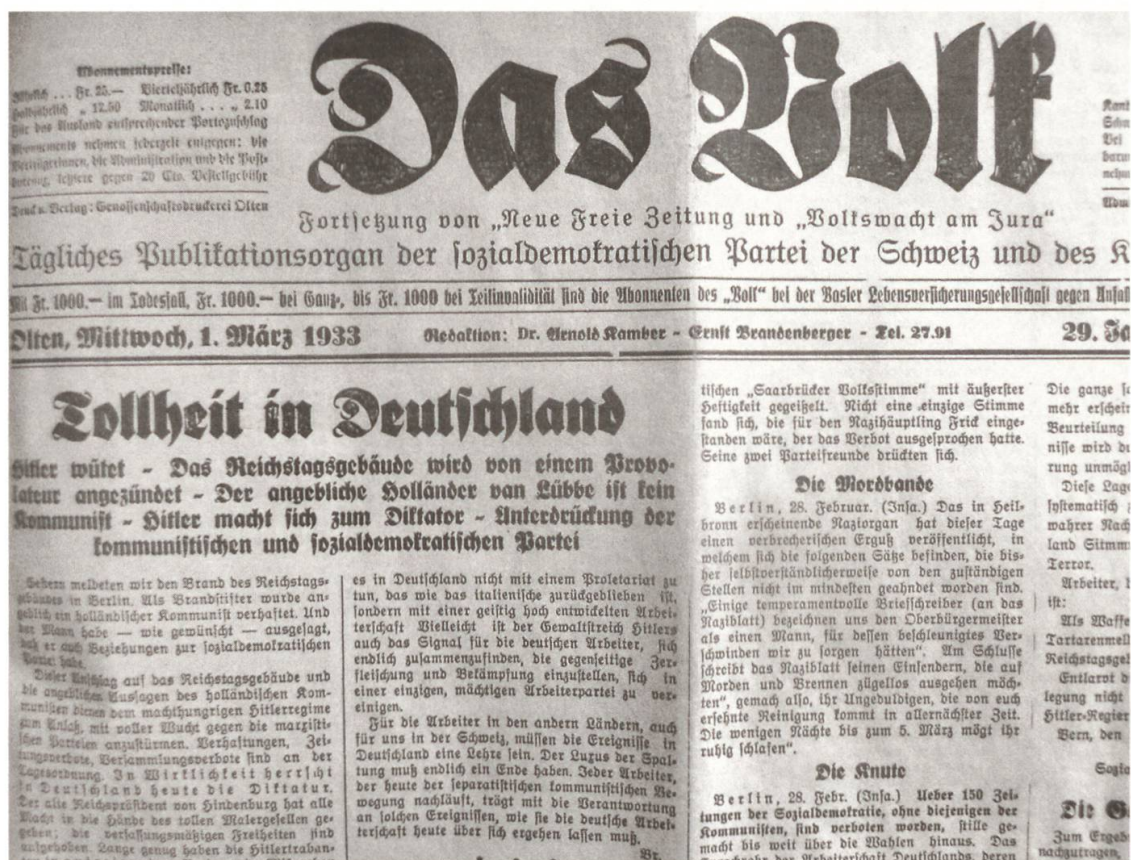 Abonnementspreise:
Jährlich ... Fr. 25.— Vierteljährlich Fr. 6.25
Halbjährlich „ 12.50 Monatlich .... „ 2.10
Für das Ausland entsprechender Portozuschlag
Abonnements nehmen jederzeit entgegen: die
Verträgerinnen, die Administration und die Post-
gegen 20 Cts. Bestellgebühr
Druck u. Verlag: Genossenschaftsdruckerei Olten
Das Volk
Fortsetzung von „Neue Freie Zeitung und „Volkswacht am Jura"
Tägliches Publikationsorgan der sozialdemokratischen Partei der Schweiz und des K
Mit Fr. 1000.— im Todesfall, Fr. 1000.— bei Ganz-, bis Fr. 1000 bei Teilinvalidität sind die Abonnenten des „Volk" bei der Basler Lebensversicherungsgesellschaft gegen Unfall
Olten, Mittwoch, 1. März 1933
Redaktion: Dr. Arnold Kamber - Ernst Brandenberger - Tel. 27.91
29. Ja
Tollheit in Deutschland
Hitler wütet - Das Reichstagsgebäude wird von einem Provo-
kateur angezündet - Der angebliche Holländer van Lübbe ist kein
Kommunist - Hitler macht sich zum Diktator - Unterdrückung der
kommunistischen und sozialdemokratischen Partei
Gestern meldeten wir den Brand des Reichstags-
gebäudes in Berlin. Als Brandstifter wurde an-
geblich ein holländischer Kommunist verhaftet. Und
der Mann habe — wie gewünscht — ausgesagt,
daß er auch Beziehungen zur sozialdemokratischen
Partei habe.
Dieser Anschlag auf das Reichstagsgebäude und
die angeblichen Aussagen des holländischen Kom-
munisten dienen dem machthungrigen Hitlerregime
zum Anlaß, mit voller Wucht gegen die marxisti-
schen Parteien anzustürmen. Verhaftungen, Zei-
tungsverbote, Versammlungsverbote sind an der
Tagesordnung. In Wirklichkeit herrscht
in Deutschland heute die Diktatur.
Der alte Reichspräsident von Hindenburg hat alle
Macht in die Hände des tollen Malergesellen ge-
geben; die verfassungsmäßigen Freiheiten sind
aufgehoben. Lange genug haben die Hitlertraban-
es in Deutschland nicht mit einem Proletariat zu
tun, das wie das italienische zurückgeblieben ist,
sondern mit einer geistig hoch entwickelten Arbei-
terschaft Vielleicht ist der Gewaltstreich Hitlers
auch das Signal für die deutschen Arbeiter, sich
endlich zusammenzufinden, die gegenseitige Zer-
fleischung und Bekämpfung einzustellen, sich in
einer einzigen, mächtigen Arbeiterpartei zu ver-
einigen.
Für die Arbeiter in den andern Ländern, auch
für uns in der Schweiz, müssen die Ereignisse in
Deutschland eine Lehre sein. Der Luxus der Spal-
tung muß endlich ein Ende haben. Jeder Arbeiter,
der heute der separatistischen kommunistischen Be-
wegung nachläuft, trägt mit die Verantwortung
an solchen Ereignissen, wie sie die deutsche Arbei-
terschaft heute über sich ergehen lassen muß.
Br.
tischen „Saarbrücker Volksstimme" mit äußerster
Heftigkeit gegeißelt. Nicht eine einzige Stimme
fand sich, die für den Nazihäuptling Frick einge-
standen wäre, der das Verbot ausgesprochen hatte.
Seine zwei Parteifreunde drückten sich.
Die Mordbande
Berlin, 28. Februar. (Insa.) Das in Heil-
bronn erscheinende Naziorgan hat dieser Tage
einen verbrecherischen Erguß veröffentlicht, in
welchem sich die folgenden Sätze befinden, die bis-
her selbstverständlicherweise von den zuständigen
Stellen nicht im mindesten geahndet worden sind.
„Einige temperamentvolle Briefschreiber (an das
Naziblatt) bezeichnen uns den Oberbürgermeister
als einen Mann, für dessen beschleunigtes Ver-
schwinden wir zu sorgen hätten". Am Schlusse
schreibt das Naziblatt seinen Einsendern, die auf
Morden und Brennen zügellos ausgehen möch-
ten", gemach also, ihr Ungeduldigen, die von euch
ersehnte Reinigung kommt in allernächster Zeit.
Die wenigen Nächte bis zum 5. März mögt ihr
ruhig schlafen".
Die Knute
Berlin, 28. Febr. (Insa.) Ueber 150 Zei-
tungen der Sozialdemokratie, ohne diejenigen der
Kommunisten, sind verboten worden, stille ge-
macht bis weit über die Wahlen hinaus. Das
der Arbeiterschaft Deutschlands, deren
Die ganze
mehr erschein
Beurteilung
nisse wird d
rung unmögl
Diese Lag
systematisch
wahrer Nach
land Stimm
Terror.
Arbeiter,
ist:
Als Waffe
Tartarenmel
Reichstagsge
Entlarvt d
legung nicht
Hitler-Regier
Bern, den
Sozia
Die G
Zum Ergeb
nachzutragen,